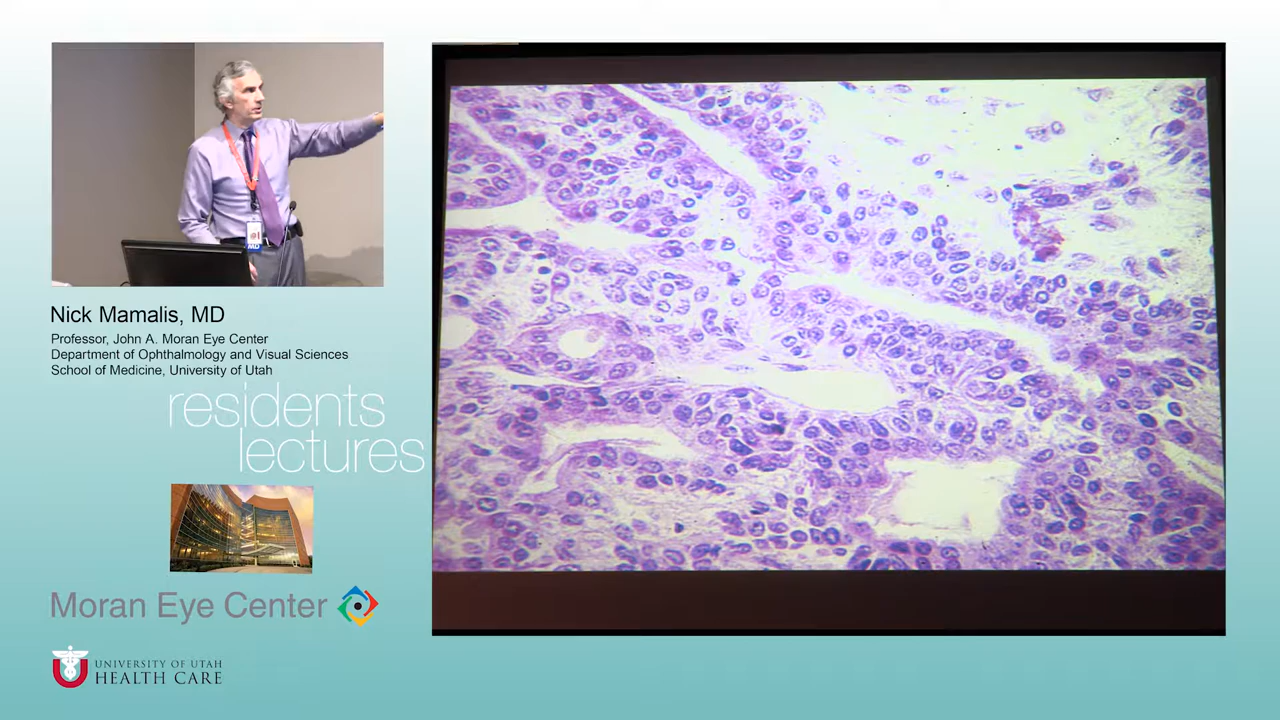 Nick Mamalis, MD
Professor, John A. Moran Eye Center
Department of Ophthalmology and Visual Sciences
School of Medicine, University of Utah
residents
lectures
Moran Eye Center
UNIVERSITY OF UTAH
HEALTH CARE
MD